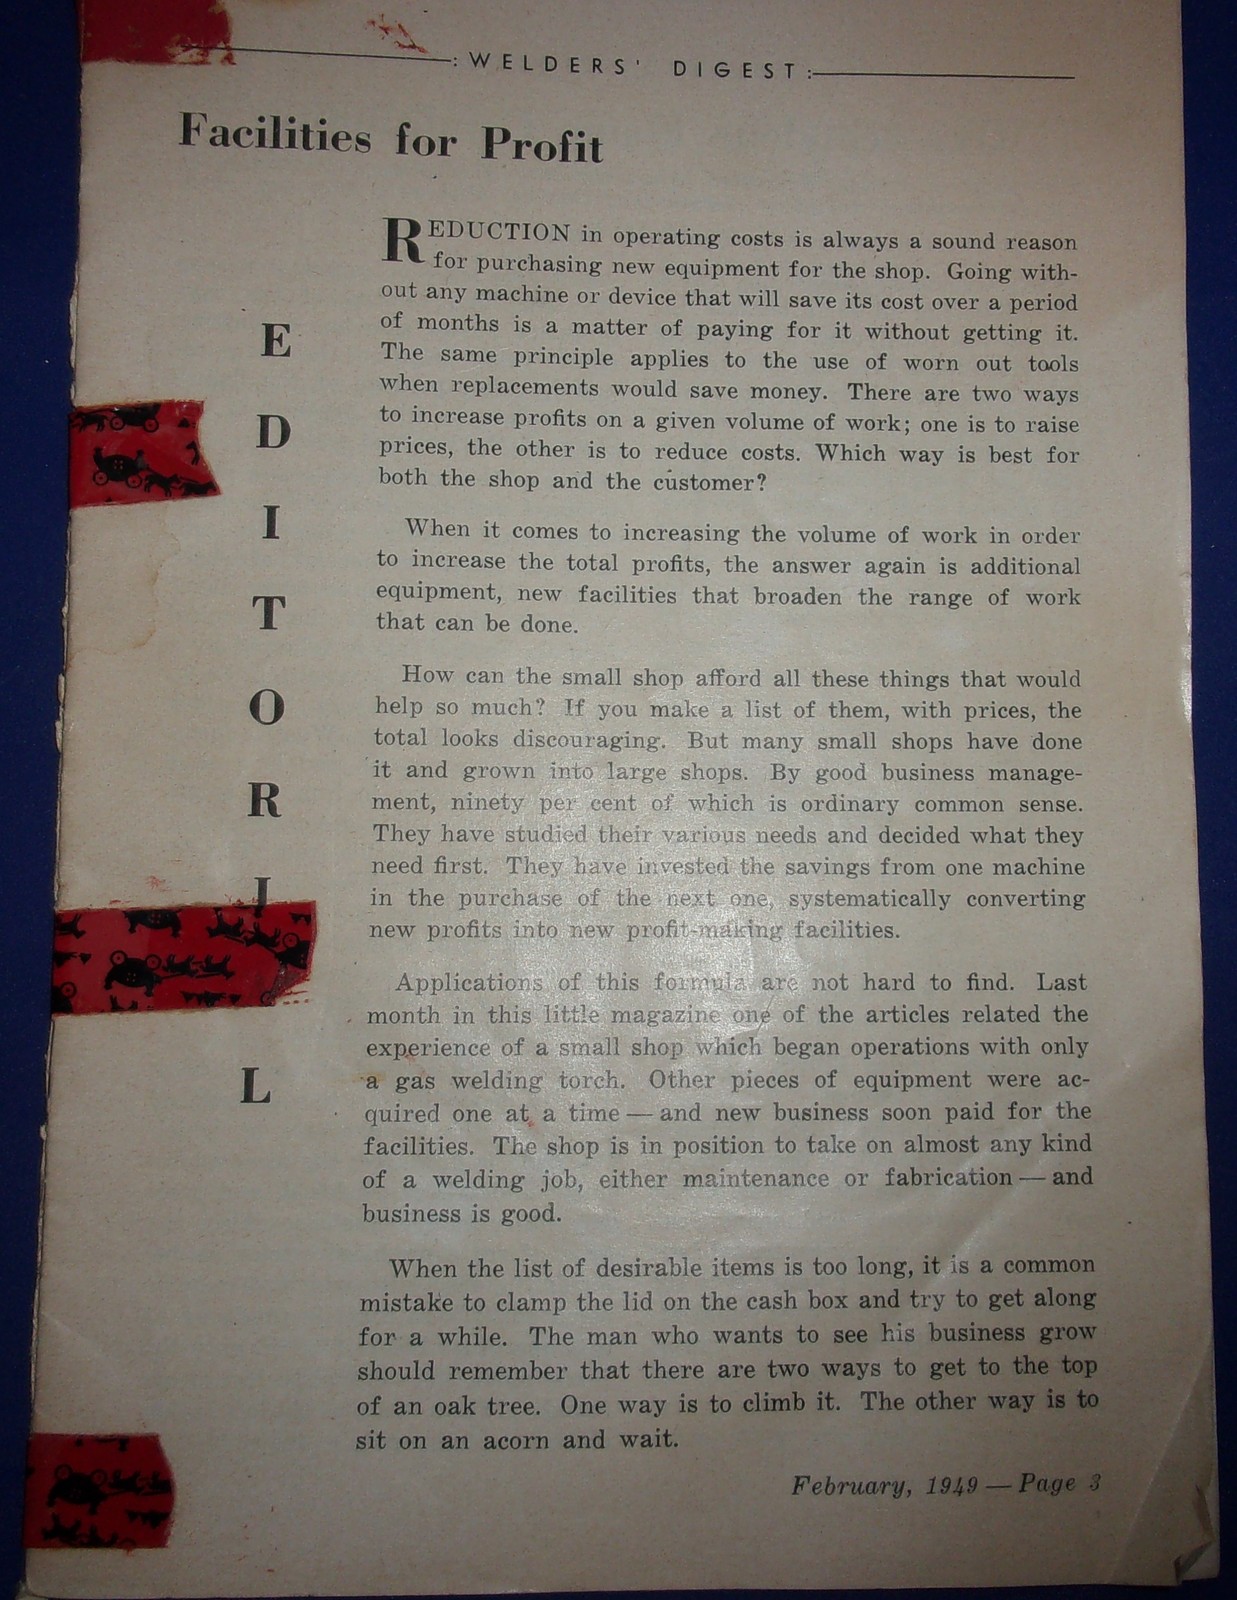 : WELDERS' DIGEST :
Facilities for Profit
E
D
I
T
O
R
I
L
REDUCTION in operating costs is always a sound reason
for purchasing new equipment for the shop. Going with-
out any machine or device that will save its cost over a period
of months is a matter of paying for it without getting it.
The same principle applies to the use of worn out tools
when replacements would save money. There are two ways
to increase profits on a given volume of work; one is to raise
prices, the other is to reduce costs. Which way is best for
both the shop and the customer?
When it comes to increasing the volume of work in order
to increase the total profits, the answer again is additional
equipment, new facilities that broaden the range of work
that can be done.
How can the small shop afford all these things that would
help so much? If you make a list of them, with prices, the
total looks discouraging. But many small shops have done
it and grown into large shops. By good business manage-
ment, ninety per cent of which is ordinary common sense.
They have studied their various needs and decided what they
need first. They have invested the savings from one machine
in the purchase of the next one, systematically converting
new profits into new profit-making facilities.
Applications of this formula are not hard to find. Last
month in this little magazine one of the articles related the
experience of a small shop which began operations with only
a gas welding torch. Other pieces of equipment were ac-
quired one at a time — and new business soon paid for the
facilities. The shop is in position to take on almost any kind
of a welding job, either maintenance or fabrication — and
business is good.
When the list of desirable items is too long, it is a common
mistake to clamp the lid on the cash box and try to get along
for a while. The man who wants to see his business grow
should remember that there are two ways to get to the top
of an oak tree. One way is to climb it. The other way is to
sit on an acorn and wait.
February, 1949 — Page 3